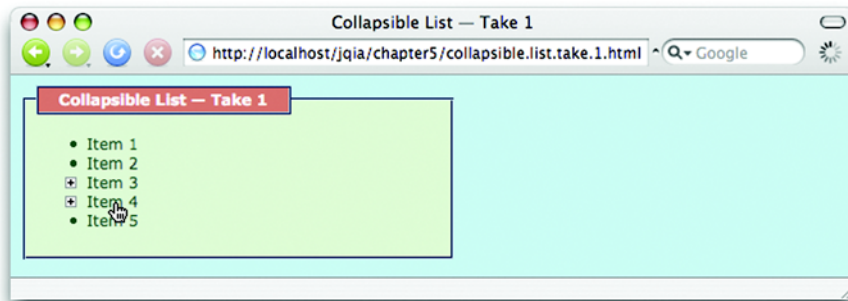 Collapsible List — Take 1
http://localhost/jqia/chapter5/collapsible.list.take.1.html
Google
Collapsible List — Take 1
Item 1
Item 2
Item 3
Item 4
Item 5